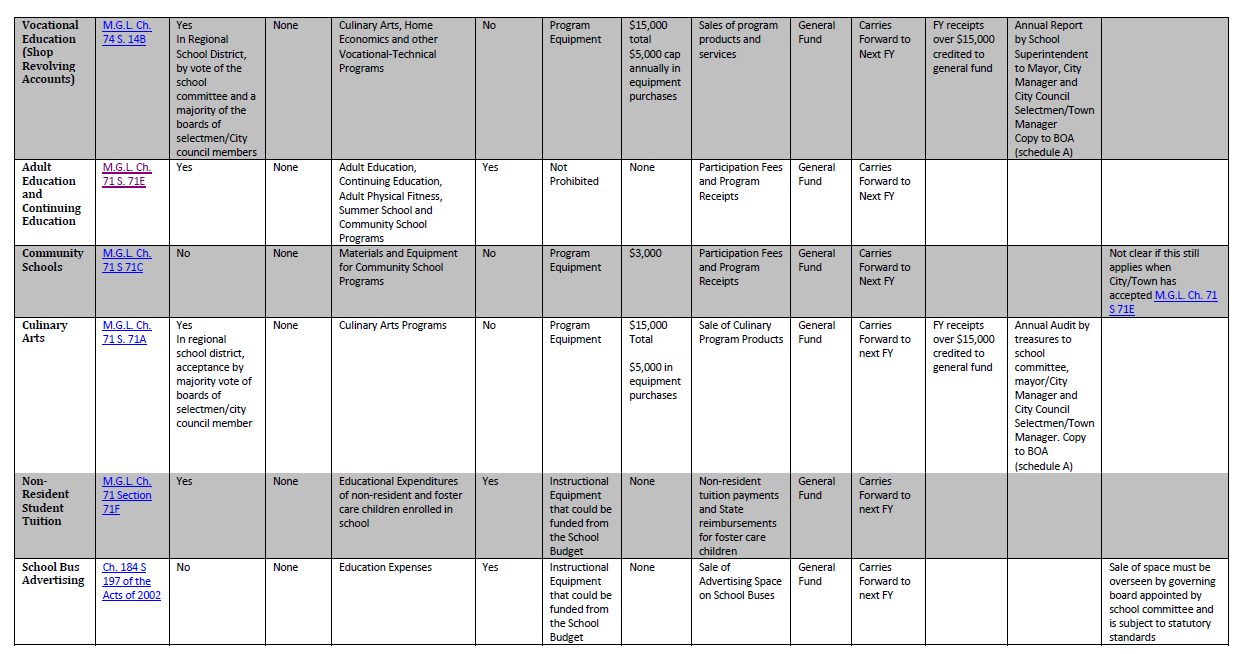 Vocational
Education
(Shop
Revolving
Accounts)
M.G.L. Ch.
74 S. 14B
Yes
In Regional
School District,
by vote of the
school
committee and a
majority of the
boards of
selectmen/City
council members
None
Culinary Arts, Home
Economics and other
Vocational-Technical
Programs
No
Program
Equipment
$15,000
total
$5,000 cap
annually in
equipment
purchases
Sales of program
products and
services
General
Fund
Carries
Forward to
Next FY
FY receipts
over $15,000
credited to
general fund
Annual Report
by School
Superintendent
to Mayor, City
Manager and
City Council
Selectmen/Town
Manager
Copy to BOA
(schedule A)
Adult
Education
and
Continuing
Education
M.G.L. Ch.
71 S. 71E
Yes
None
Adult Education,
Continuing Education,
Adult Physical Fitness,
Summer School and
Community School
Programs
Yes
Not
Prohibited
None
Participation Fees
and Program
Receipts
General
Fund
Carries
Forward to
Next FY
Community
Schools
M.G.L. Ch.
71 S 71C
No
None
Materials and Equipment
for Community School
Programs
No
Program
Equipment
$3,000
Participation Fees
and Program
Receipts
General
Fund
Carries
Forward to
Next FY
Not clear if this still
applies when
City/Town has
accepted M.G.L. Ch. 71
S 71E
Culinary
Arts
M.G.L. Ch.
71 S. 71A
Yes
In regional
school district,
acceptance by
majority vote of
boards of
selectmen/city
council member
None
Culinary Arts Programs
No
Program
Equipment
$15,000
Total
$5,000 in
equipment
purchases
Sale of Culinary
Program Products
General
Fund
Carries
Forward to
next FY
FY receipts
over $15,000
credited to
general fund
Annual Audit by
treasures to
school
committee,
mayor/City
Manager and
City Council
Selectmen/Town
Manager. Copy
to BOA
(schedule A)
Non-
Resident
Student
Tuition
M.G.L. Ch.
71 Section
71F
Yes
None
Educational Expenditures
of non-resident and foster
care children enrolled in
school
Yes
Instructional
Equipment
that could be
funded from
the School
Budget
None
Non-resident
tuition payments
and State
reimbursements
for foster care
children
General
Fund
Carries
Forward to
next FY
School Bus
Advertising
Ch. 184 S
197 of the
Acts of 2002
No
None
Education Expenses
Yes
Instructional
Equipment
that could be
funded from
the School
Budget
None
Sale of
Advertising Space
on School Buses
General
Fund
Carries
Forward to
next FY
Sale of space must be
overseen by governing
board appointed by
school committee and
is subject to statutory
standards